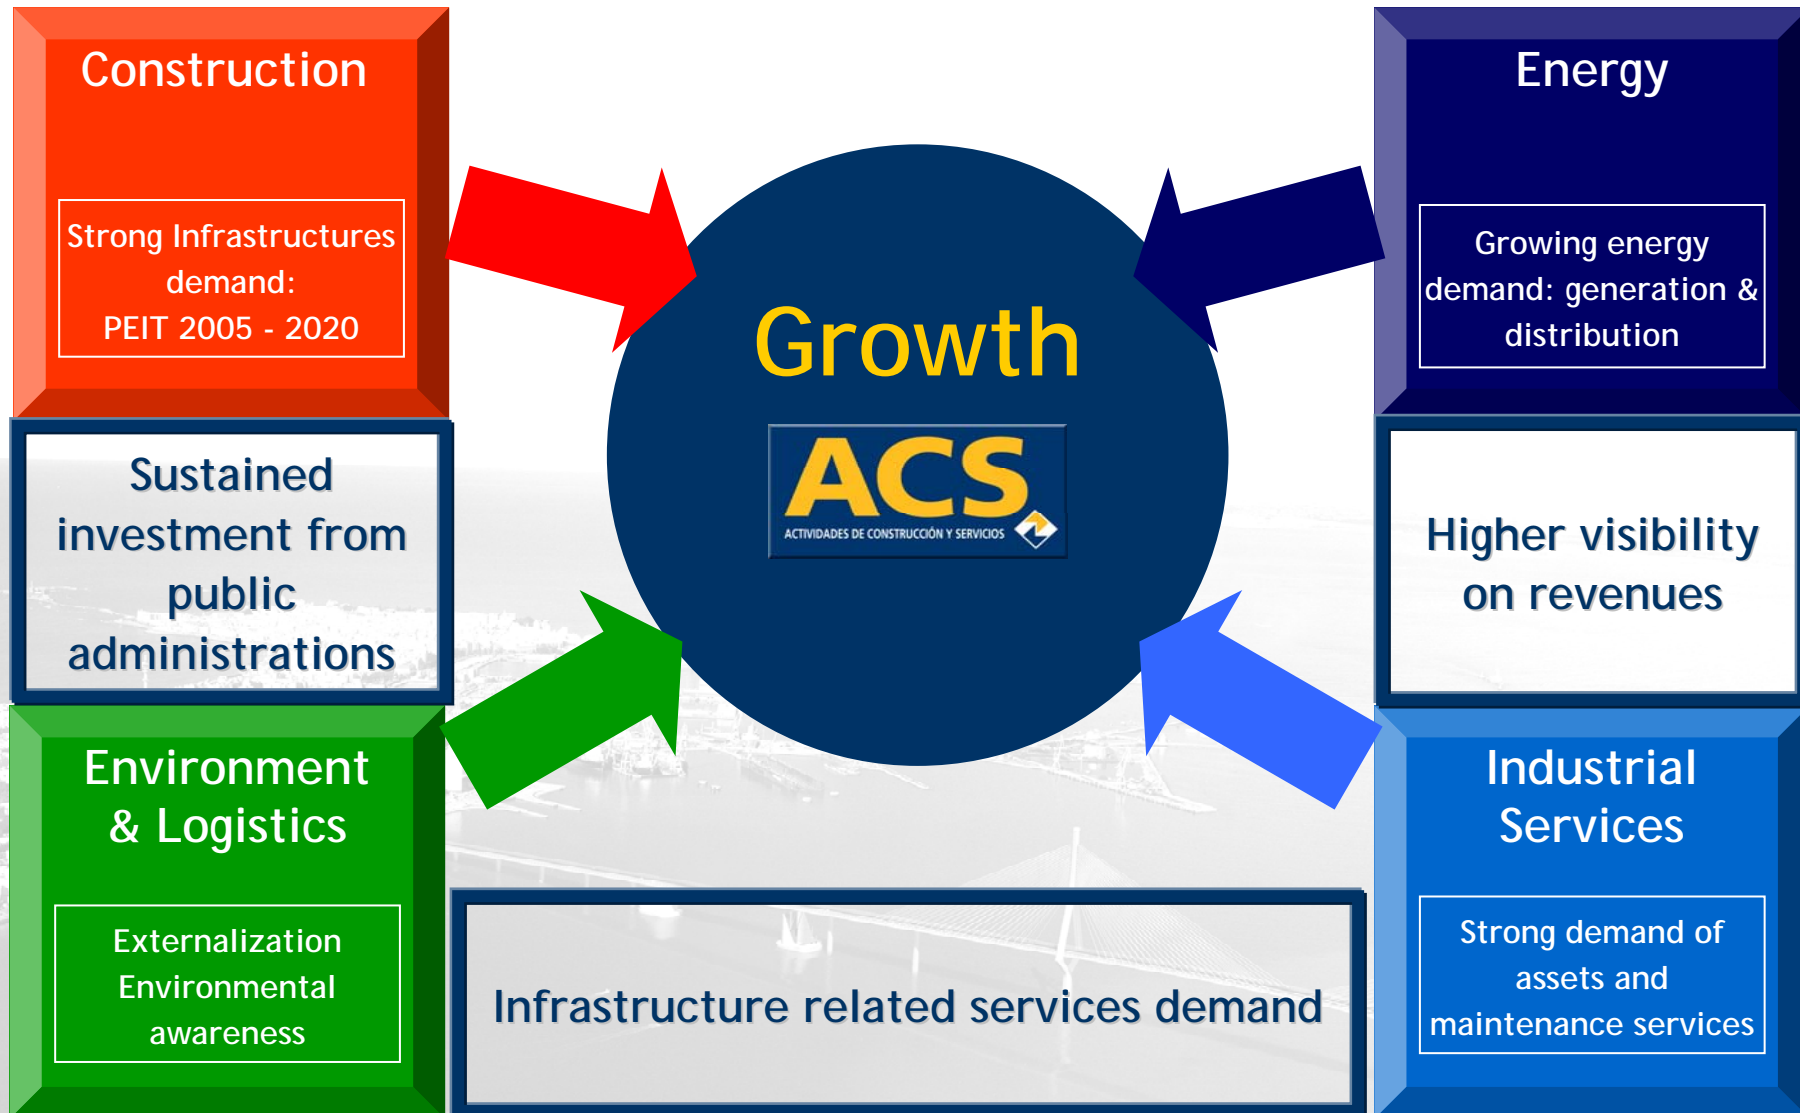 Construction
Strong Infrastructures
demand:
PEIT 2005 - 2020
Energy
Growing energy
demand: generation &
distribution
Growth
ACS
ACTIVIDADES DE CONSTRUCCIÓN Y SERVICIOS
Sustained
investment from
public
administrations
Higher visibility
on revenues
Environment
& Logistics
Externalization
Environmental
awareness
Infrastructure related services demand
Industrial
Services
Strong demand of
assets and
maintenance services